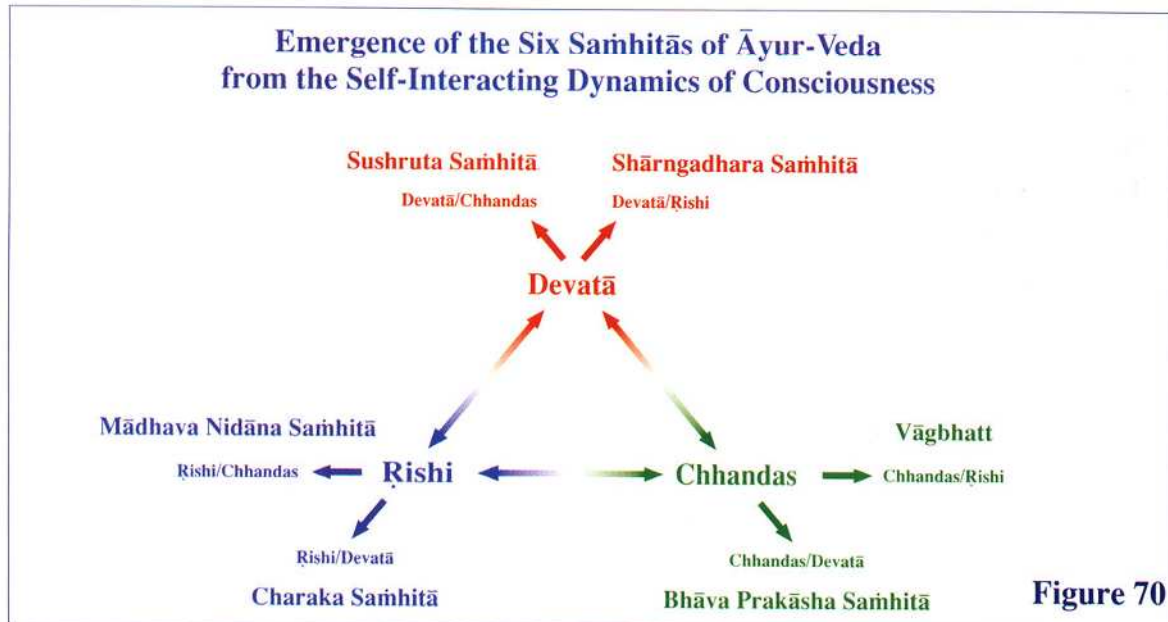 Emergence of the Six Saṁhitās of Āyur-Veda
from the Self-Interacting Dynamics of Consciousness
Sushruta Saṁhitā
Shārngadhara Saṁhitā
Devatā/Chhandas
Devatā/Ṛishi
Devatā
Mādhava Nidāna Saṁhitā
Vāgbhatt
Ṛishi/Chhandas
Ṛishi
Chhandas
Chhandas/Ṛishi
Ṛishi/Devatā
Chhandas/Devatā
Charaka Saṁhitā
Bhāva Prakāsha Saṁhitā
Figure 70